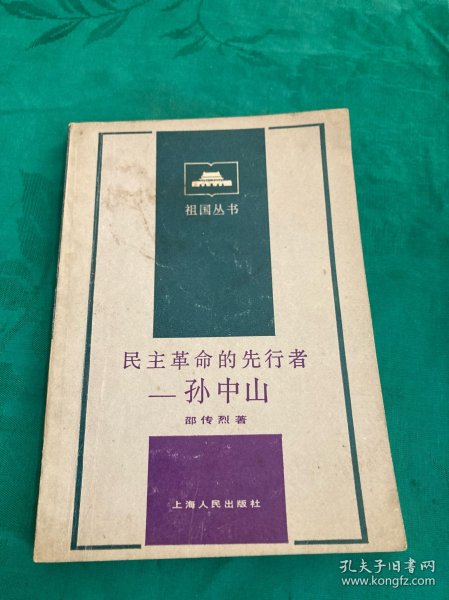 祖国丛书
民主革命的先行者
—孙中山
邵传烈著
上海人民出版社
孔夫子旧书网
www.kongfz.com